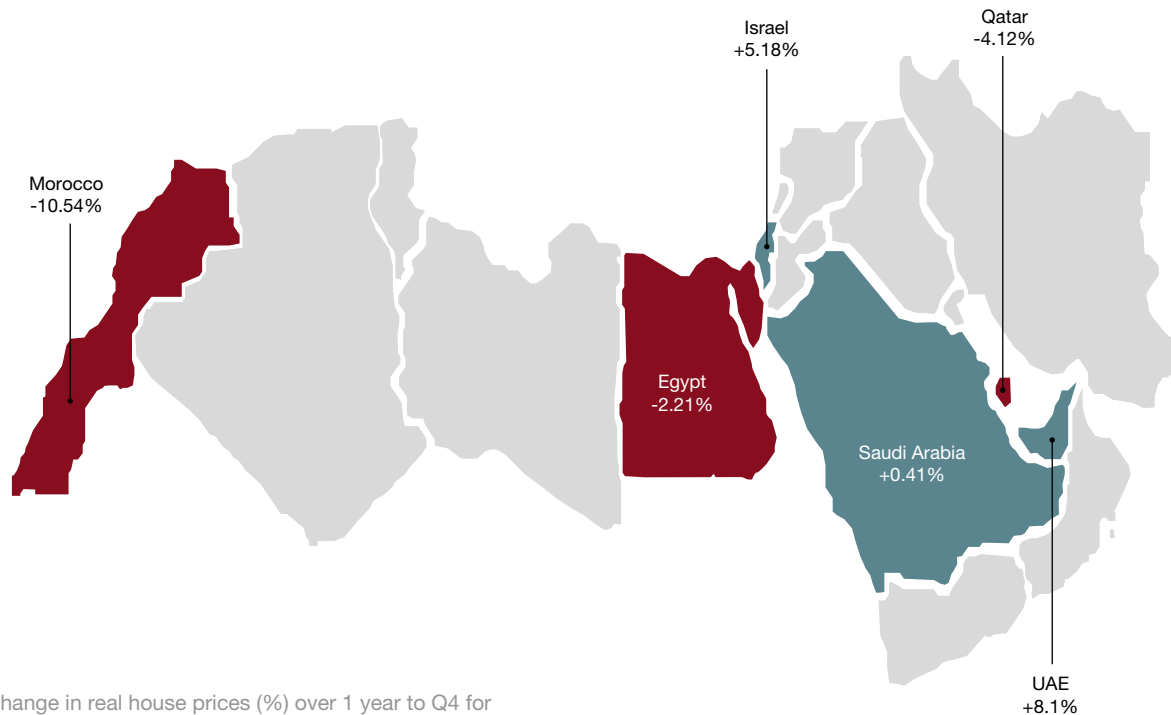 Israel
+5.18%
Qatar
-4.12%
Morocco
-10.54%
Egypt
-2.21%
Saudi Arabia
+0.41%
UAE
+8.1%
hange in real house prices (%) over 1 year to Q4 for